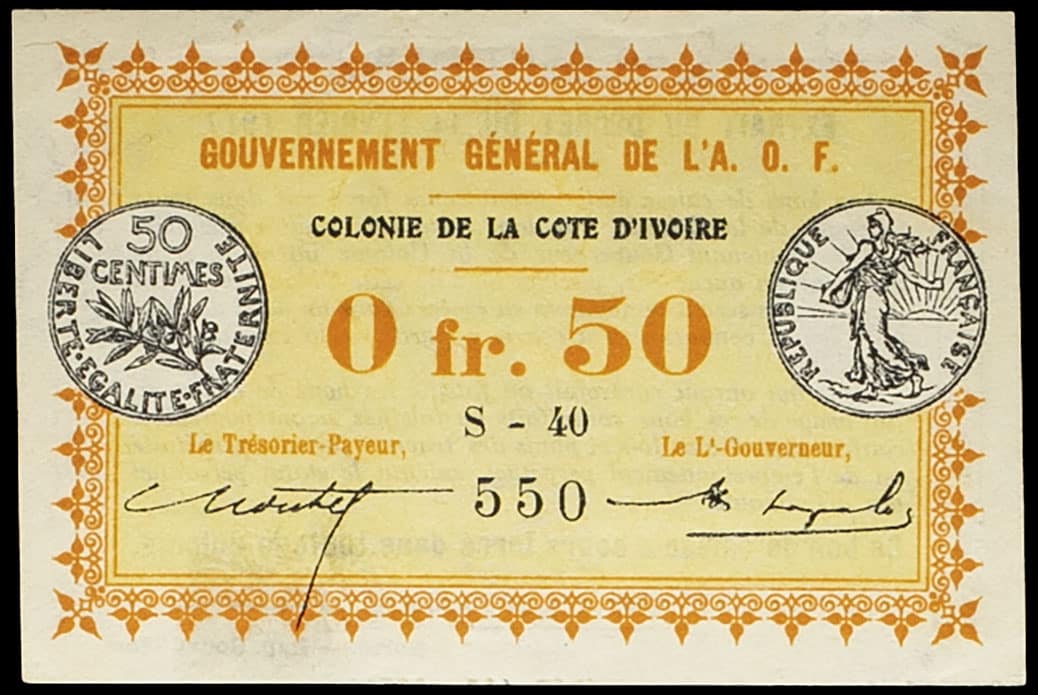 GOUVERNEMENT GÉNÉRAL DE L'A. O. F.
COLONIE DE LA COTE D'IVOIRE
50
CENTIMES
LIBERTE·EGALITE·FRATERNITE
REPUBLIQUE FRANÇAISE
0 fr. 50
S - 40
Le Trésorier-Payeur,
Le Lt-Gouverneur,
550